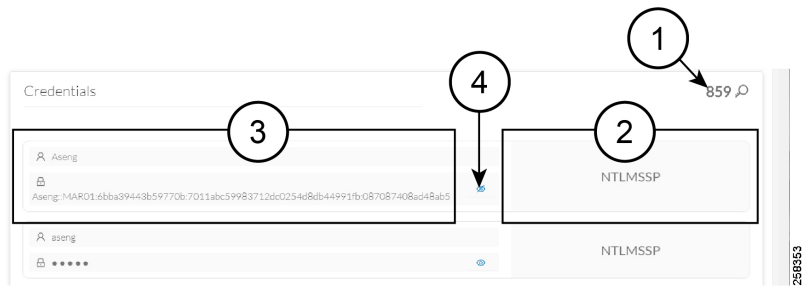 1
Credentials
4
859
3
2
Aseng
NTLMSSP
Aseng::MAR01:6bba39443b59770b:7011abc59983712dc0254d8db44991fb:087087408ad48ab5
aseng
NTLMSSP
•••••
258353